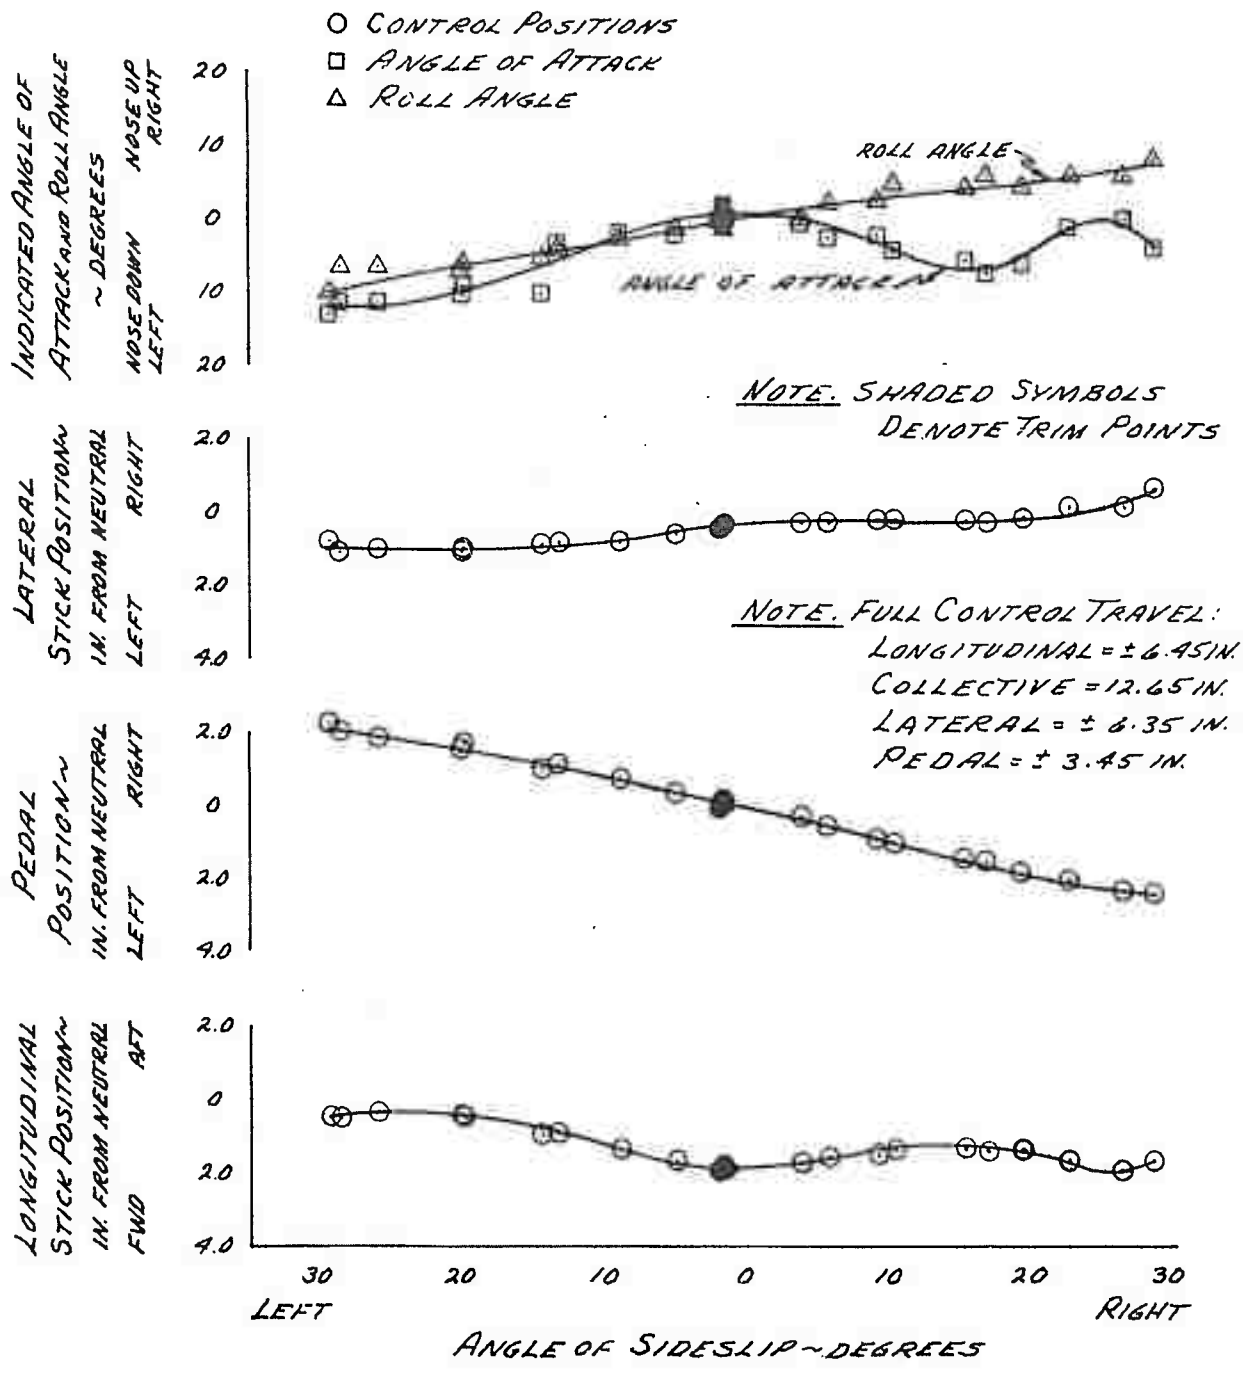 ○ CONTROL POSITIONS
□ ANGLE OF ATTACK
△ ROLL ANGLE
INDICATED ANGLE OF
ATTACK AND ROLL ANGLE
~ DEGREES
NOSE DOWN NOSE UP
LEFT RIGHT
20
10
0
10
20
ROLL ANGLE
ANGLE OF ATTACK
NOTE. SHADED SYMBOLS
DENOTE TRIM POINTS
LATERAL
STICK POSITION~
IN. FROM NEUTRAL
LEFT RIGHT
2.0
0
2.0
4.0
NOTE. FULL CONTROL TRAVEL:
LONGITUDINAL = ± 6.45 IN.
COLLECTIVE = 12.65 IN.
LATERAL = ± 6.35 IN.
PEDAL = ± 3.45 IN.
PEDAL
POSITION~
IN. FROM NEUTRAL
LEFT RIGHT
2.0
0
2.0
4.0
LONGITUDINAL
STICK POSITION~
IN. FROM NEUTRAL
FWD AFT
2.0
0
2.0
4.0
30 20 10 0 10 20 30
LEFT RIGHT
ANGLE OF SIDESLIP ~ DEGREES